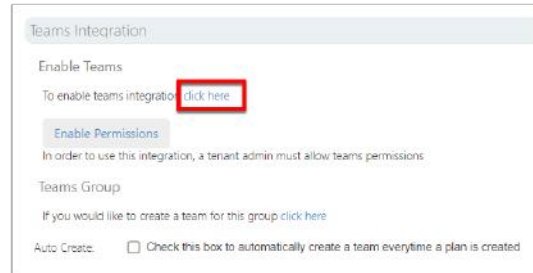 Teams Integration
Enable Teams
To enable teams integration click here
Enable Permissions
In order to use this integration, a tenant admin must allow teams permissions
Teams Group
If you would like to create a team for this group click here
Auto Create: Check this box to automatically create a team everytime a plan is created